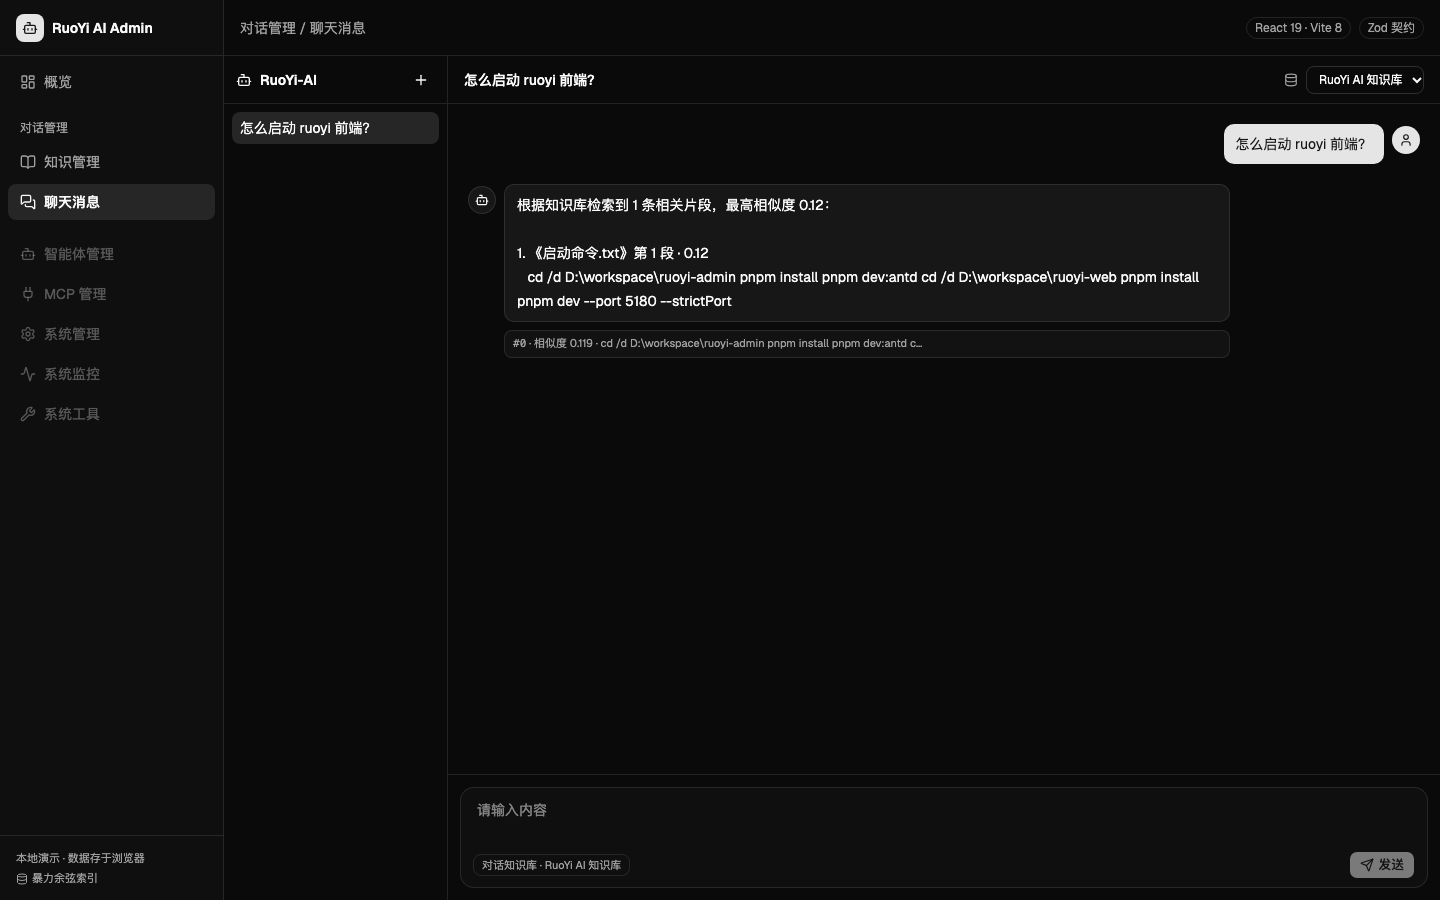 RuoYi AI Admin
概览
对话管理
知识管理
聊天消息
智能体管理
MCP 管理
系统管理
系统监控
系统工具
本地演示 · 数据存于浏览器
暴力余弦索引
对话管理 / 聊天消息
React 19 · Vite 8
Zod 契约
RuoYi-AI
怎么启动 ruoyi 前端?
怎么启动 ruoyi 前端?
RuoYi AI 知识库
怎么启动 ruoyi 前端?
根据知识库检索到 1 条相关片段，最高相似度 0.12：
1. 《启动命令.txt》第 1 段 · 0.12
cd /d D:\workspace\ruoyi-admin pnpm install pnpm dev:antd cd /d D:\workspace\ruoyi-web pnpm install
pnpm dev --port 5180 --strictPort
#0 · 相似度 0.119 · cd /d D:\workspace\ruoyi-admin pnpm install pnpm dev:antd c…
请输入内容
对话知识库 · RuoYi AI 知识库
发送